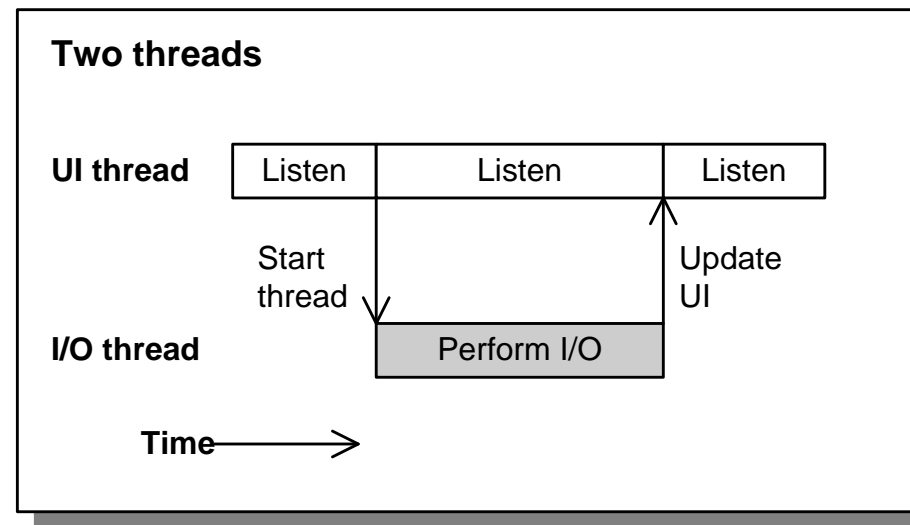 Two threads
UI thread
Listen
Listen
Listen
Start
thread
Update
UI
I/O thread
Perform I/O
Time